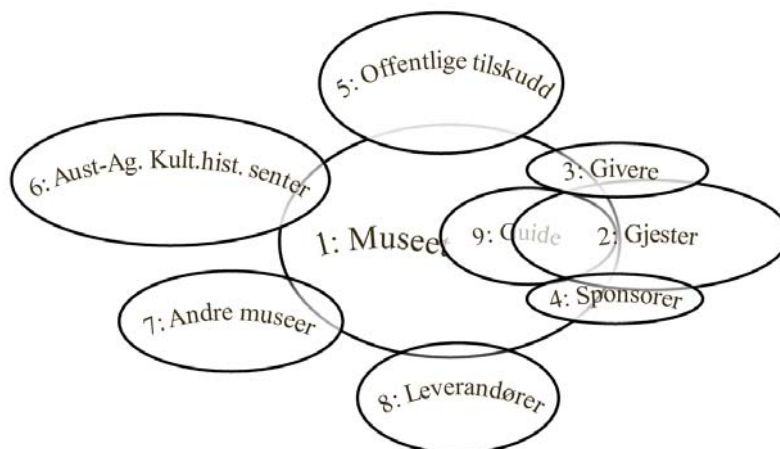 5: Offentlige tilskudd
6: Aust-Ag. Kult.hist. senter
3: Givere
1: Museet
9: Guide
2: Gjester
4: Sponsorer
7: Andre museer
8: Leverandører